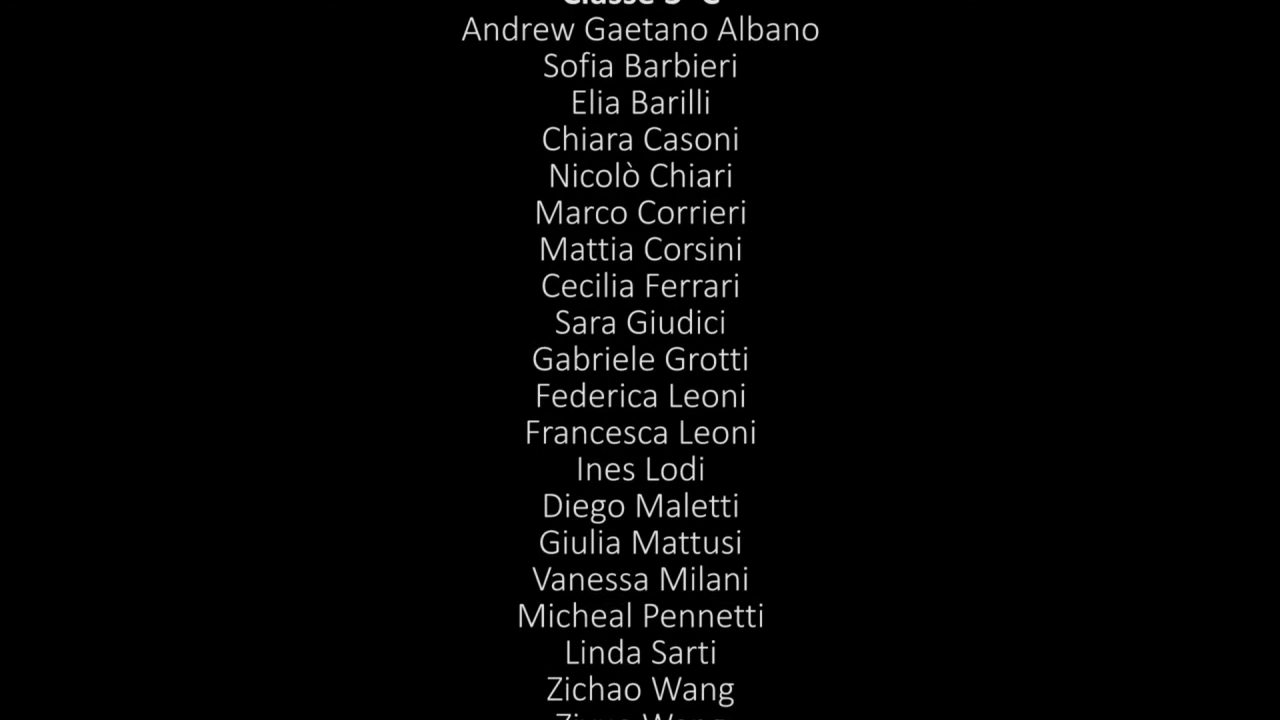 Classe
Andrew Gaetano Albano
Sofia Barbieri
Elia Barilli
Chiara Casoni
Nicolò Chiari
Marco Corrieri
Mattia Corsini
Cecilia Ferrari
Sara Giudici
Gabriele Grotti
Federica Leoni
Francesca Leoni
Ines Lodi
Diego Maletti
Giulia Mattusi
Vanessa Milani
Micheal Pennetti
Linda Sarti
Zichao Wang